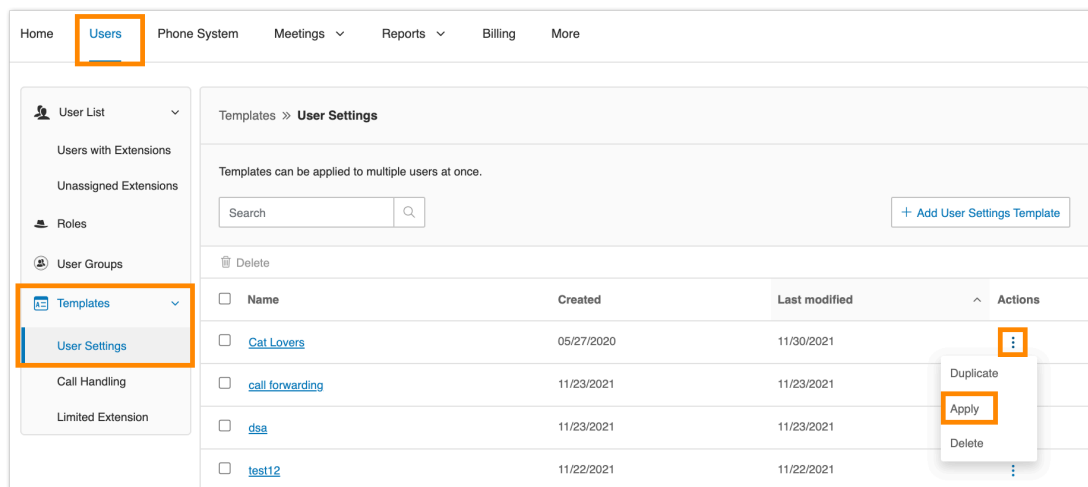 Home Users Phone System Meetings Reports Billing More
User List
Users with Extensions
Unassigned Extensions
Roles
User Groups
Templates
User Settings
Call Handling
Limited Extension
Templates » User Settings
Templates can be applied to multiple users at once.
Search
+ Add User Settings Template
Delete
Name Created Last modified Actions
Cat Lovers 05/27/2020 11/30/2021
call forwarding 11/23/2021 11/23/2021
dsa 11/23/2021 11/23/2021
test12 11/22/2021 11/22/2021
Duplicate
Apply
Delete